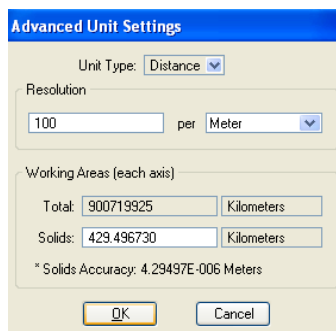 Advanced Unit Settings
Unit Type: Distance
Resolution
100 per Meter
Working Areas (each axis)
Total: 900719925 Kilometers
Solids: 429.496730 Kilometers
* Solids Accuracy: 4.29497E-006 Meters
OK Cancel